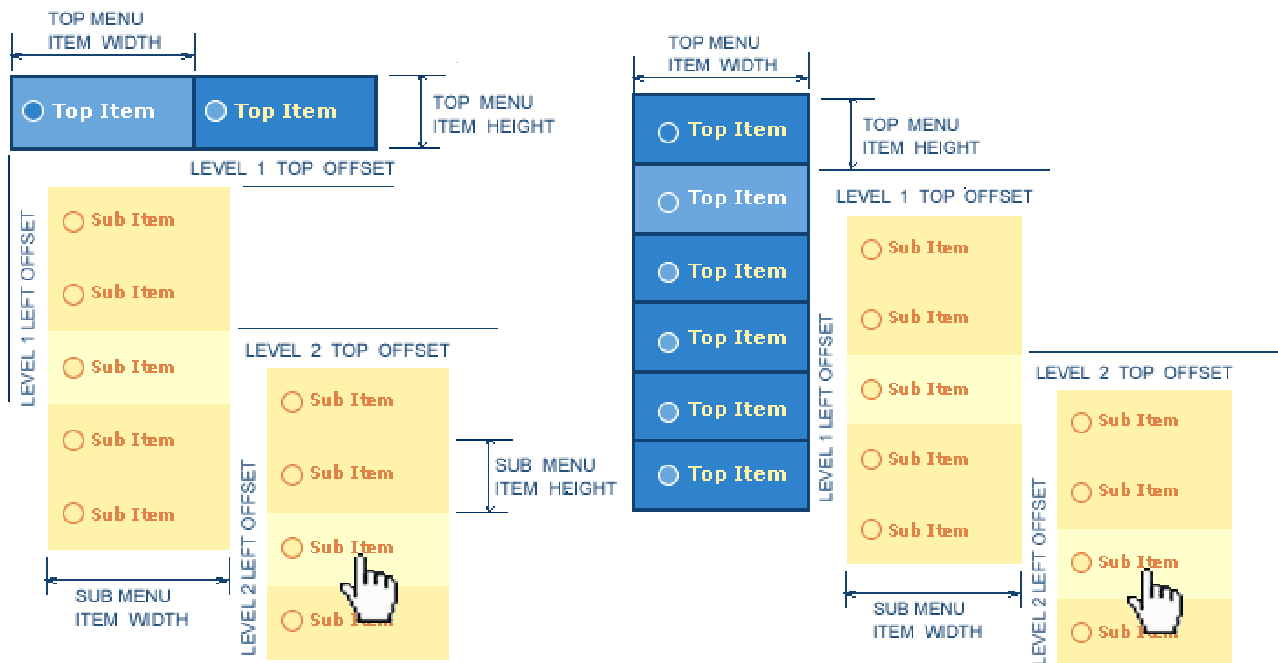 TOP MENU
ITEM WIDTH
Top Item
Top Item
TOP MENU
ITEM HEIGHT
LEVEL 1 TOP OFFSET
LEVEL 1 LEFT OFFSET
Sub Item
Sub Item
Sub Item
Sub Item
Sub Item
SUB MENU
ITEM WIDTH
LEVEL 2 TOP OFFSET
LEVEL 2 LEFT OFFSET
Sub Item
Sub Item
Sub Item
Sub Item
SUB MENU
ITEM HEIGHT
TOP MENU
ITEM WIDTH
Top Item
Top Item
Top Item
Top Item
Top Item
Top Item
TOP MENU
ITEM HEIGHT
LEVEL 1 TOP OFFSET
LEVEL 1 LEFT OFFSET
Sub Item
Sub Item
Sub Item
Sub Item
Sub Item
SUB MENU
ITEM WIDTH
LEVEL 2 TOP OFFSET
LEVEL 2 LEFT OFFSET
Sub Item
Sub Item
Sub Item
Sub Item